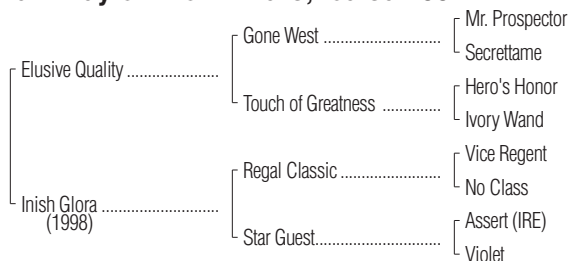 Mr. Prospector
Gone West
Secrettame
Elusive Quality
Hero's Honor
Touch of Greatness
Ivory Wand
Vice Regent
Regal Classic
No Class
Inish Glora
(1998)
Assert (IRE)
Star Guest
Violet